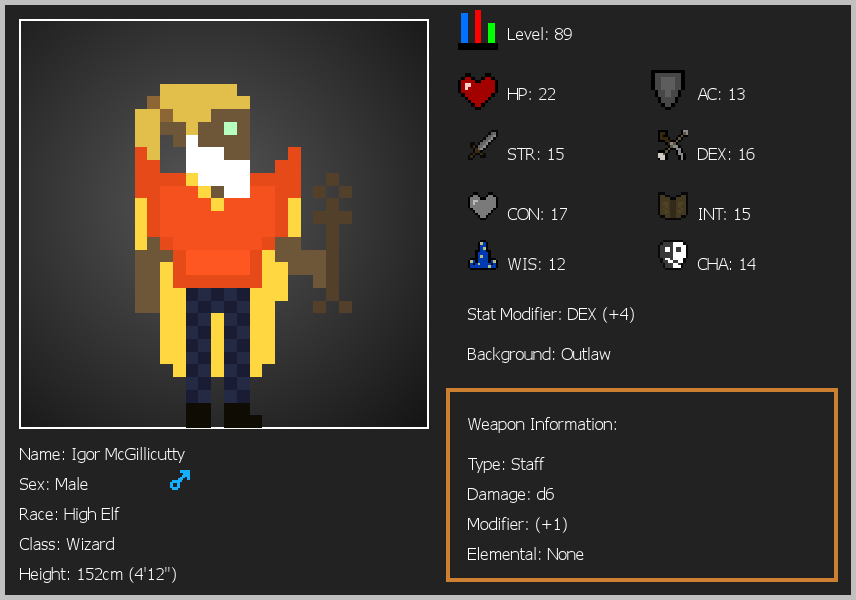 Level: 89
HP: 22
AC: 13
STR: 15
DEX: 16
CON: 17
INT: 15
WIS: 12
CHA: 14
Stat Modifier: DEX (+4)
Background: Outlaw
Weapon Information:
Type: Staff
Damage: d6
Modifier: (+1)
Elemental: None
Name: Igor McGillicutty
Sex: Male
Race: High Elf
Class: Wizard
Height: 152cm (4'12")